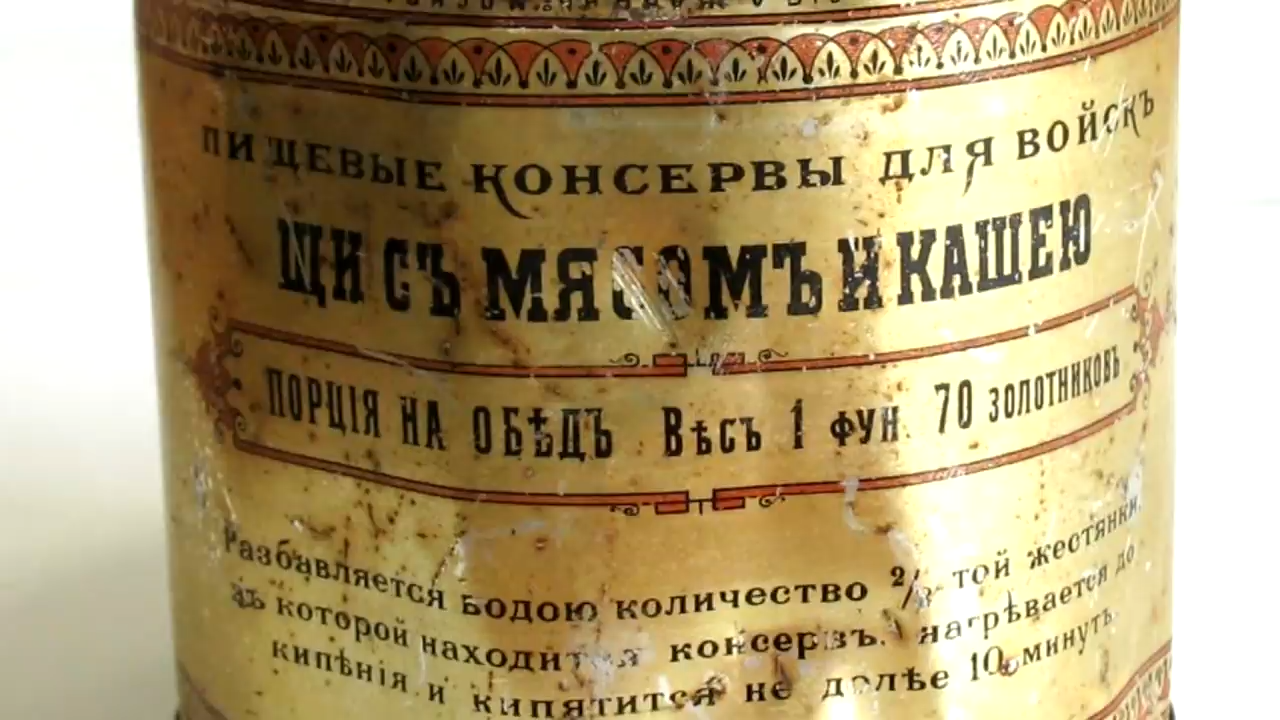 ПИЩЕВЫЕ КОНСЕРВЫ ДЛЯ ВОЙСКЪ
ЩИ СЪ МЯСОМЪ И КАШЕЮ
ПОРЦІЯ НА ОБѢДЪ ВѢСЪ 1 ФУН. 70 ЗОЛОТНИКОВЪ
Разбавляется водою количество 2/3 той жестянки,
въ которой находится консервъ. нагрѣвается до
кипѣнія и кипятится не долѣе 10 минутъ.